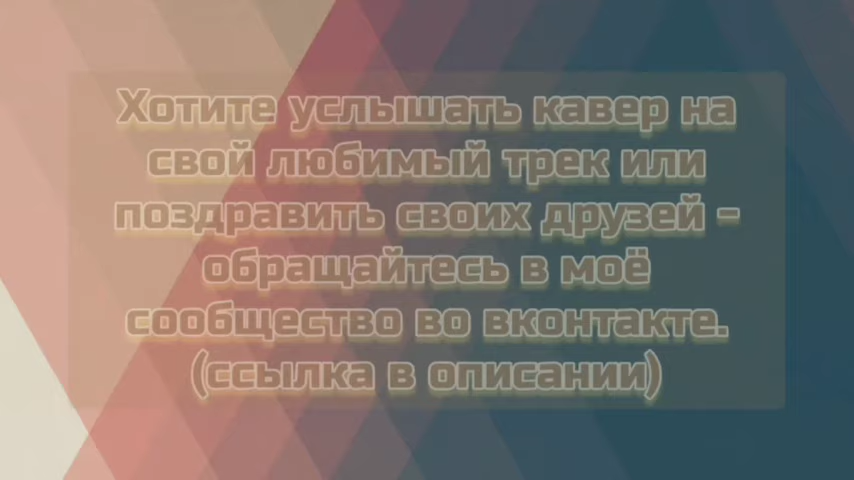 Хотите услышать кавер на
свой любимый трек или
поздравить своих друзей -
обращайтесь в моё
сообщество во вконтакте.
(ссылка в описании)